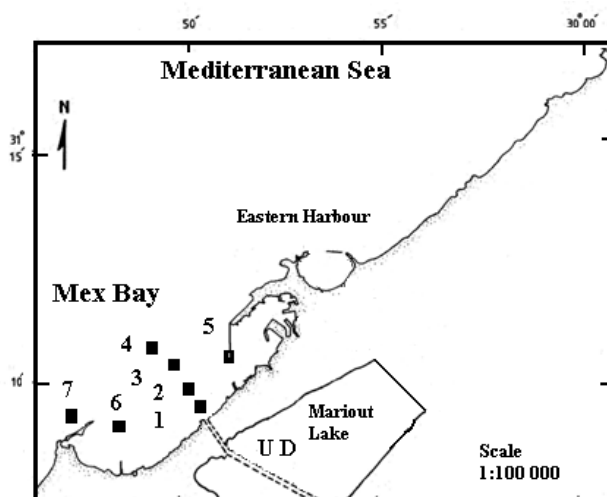 50' 55' 30° 00'
Mediterranean Sea
N
31°
15'
Eastern Harbour
Mex Bay
5
4
3
10'
7
6
2
1
Mariout
Lake
U D
Scale
1:100 000